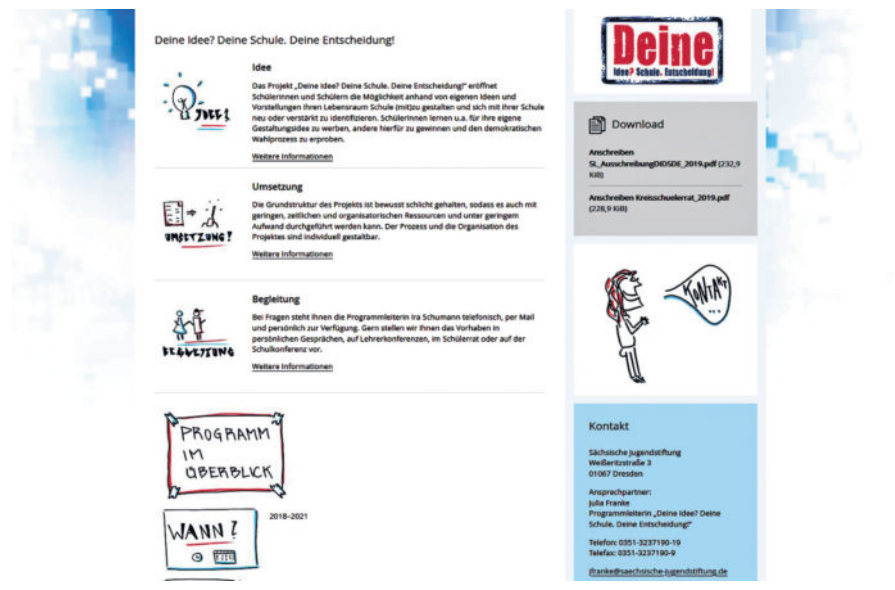 Deine Idee? Deine Schule. Deine Entscheidung!
IDEE!
Idee
Das Projekt „Deine Idee? Deine Schule. Deine Entscheidung!“ eröffnet
Schülerinnen und Schülern die Möglichkeit anhand von eigenen Ideen und
Vorstellungen ihren Lebensraum Schule (mit)zu gestalten und sich mit ihrer Schule
neu oder verstärkt zu identifizieren. SchülerInnen lernen u.a. für ihre eigene
Gestaltungsidee zu werben, andere hierfür zu gewinnen und den demokratischen
Wahlprozess zu erproben.
Weitere Informationen
UMSETZUNG?
Umsetzung
Die Grundstruktur des Projekts ist bewusst schlicht gehalten, sodass es auch mit
geringen, zeitlichen und organisatorischen Ressourcen und unter geringem
Aufwand durchgeführt werden kann. Der Prozess und die Organisation des
Projektes sind individuell gestaltbar.
Weitere Informationen
BEGLEITUNG
Begleitung
Bei Fragen steht Ihnen die Programmleiterin Ira Schumann telefonisch, per Mail
und persönlich zur Verfügung. Gern stellen wir Ihnen das Vorhaben in
persönlichen Gesprächen, auf Lehrerkonferenzen, im Schülerrat oder auf der
Schulkonferenz vor.
Weitere Informationen
PROGRAMM
IM
ÜBERBLICK
WANN?
2018–2021
Deine
Idee? Schule. Entscheidung!
Download
Anschreiben
SL_AusschreibungDIDSDE_2019.pdf (232,9
KiB)
Anschreiben Kreisschuelerrat_2019.pdf
(228,9 KiB)
KONTAKT
...
Kontakt
Sächsische Jugendstiftung
Weißeritzstraße 3
01067 Dresden
Ansprechpartner:
Julia Franke
Programmleiterin „Deine Idee? Deine
Schule. Deine Entscheidung!“
Telefon: 0351-3237190-19
Telefax: 0351-3237190-9
jfranke@saechsische-jugendstiftung.de